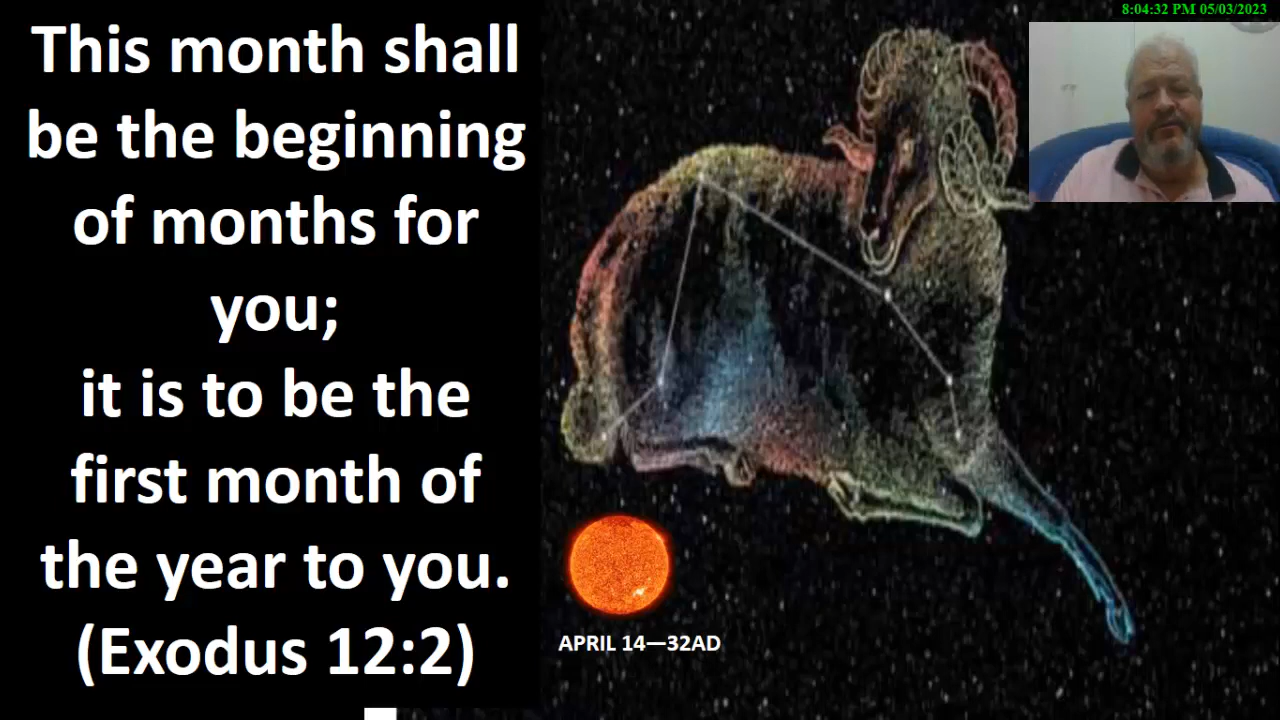 8:04:32 PM 05/03/2023
This month shall
be the beginning
of months for
you;
it is to be the
first month of
the year to you.
(Exodus 12:2)
APRIL 14—32AD